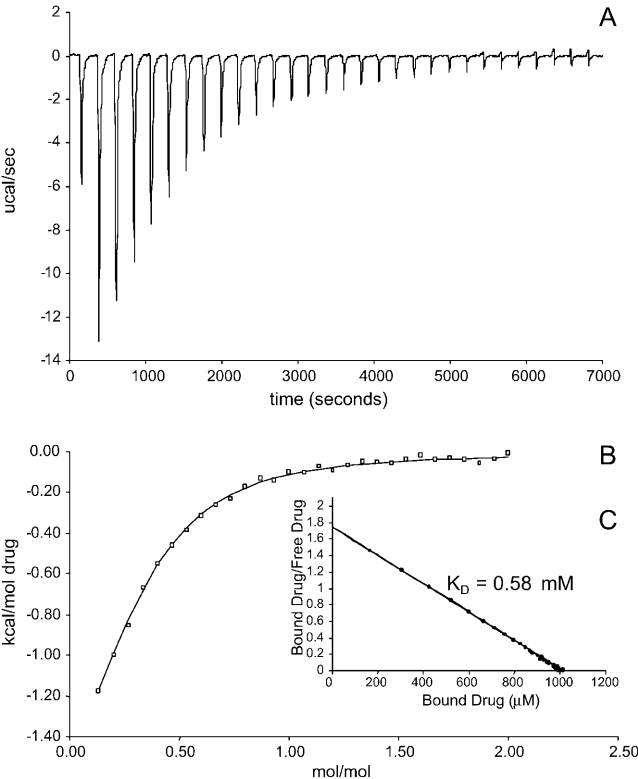 A
2
0
-2
-4
-6
-8
-10
-12
-14
ucal/sec
0 1000 2000 3000 4000 5000 6000 7000
time (seconds)
B
0.00
-0.20
-0.40
-0.60
-0.80
-1.00
-1.20
-1.40
kcal/mol drug
0.00 0.50 1.00 1.50 2.00 2.50
mol/mol
C
2
1.8
1.6
1.4
1.2
1
0.8
0.6
0.4
0.2
0
Bound Drug/Free Drug
KD = 0.58 mM
0 200 400 600 800 1000 1200
Bound Drug (µM)